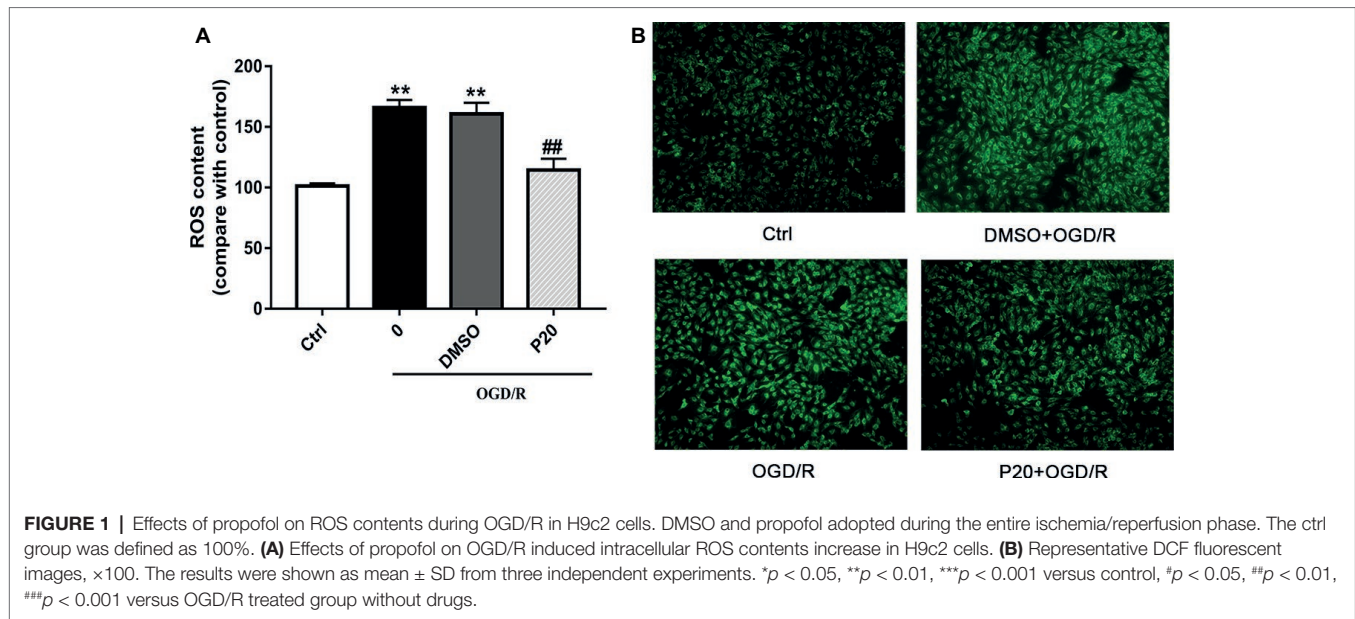 A
ROS content
(compare with control)
200
150
100
50
0
**
**
##
Ctrl
0
DMSO
P20
OGD/R
B
Ctrl
DMSO+OGD/R
OGD/R
P20+OGD/R
FIGURE 1 | Effects of propofol on ROS contents during OGD/R in H9c2 cells. DMSO and propofol adopted during the entire ischemia/reperfusion phase. The ctrl
group was defined as 100%. (A) Effects of propofol on OGD/R induced intracellular ROS contents increase in H9c2 cells. (B) Representative DCF fluorescent
images, ×100. The results were shown as mean ± SD from three independent experiments. *p < 0.05, **p < 0.01, ***p < 0.001 versus control, #p < 0.05, ##p < 0.01,
###p < 0.001 versus OGD/R treated group without drugs.